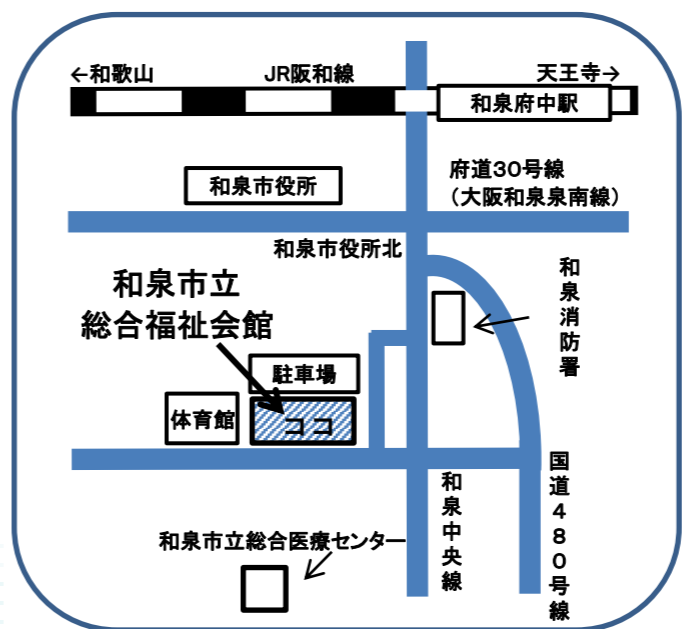 ←和歌山
JR阪和線
天王寺→
和泉府中駅
和泉市役所
府道30号線
（大阪和泉泉南線）
和泉市役所北
和泉市立
総合福祉会館
和泉消防署
駐車場
体育館
ココ
和泉中央線
国道480号線
和泉市立総合医療センター